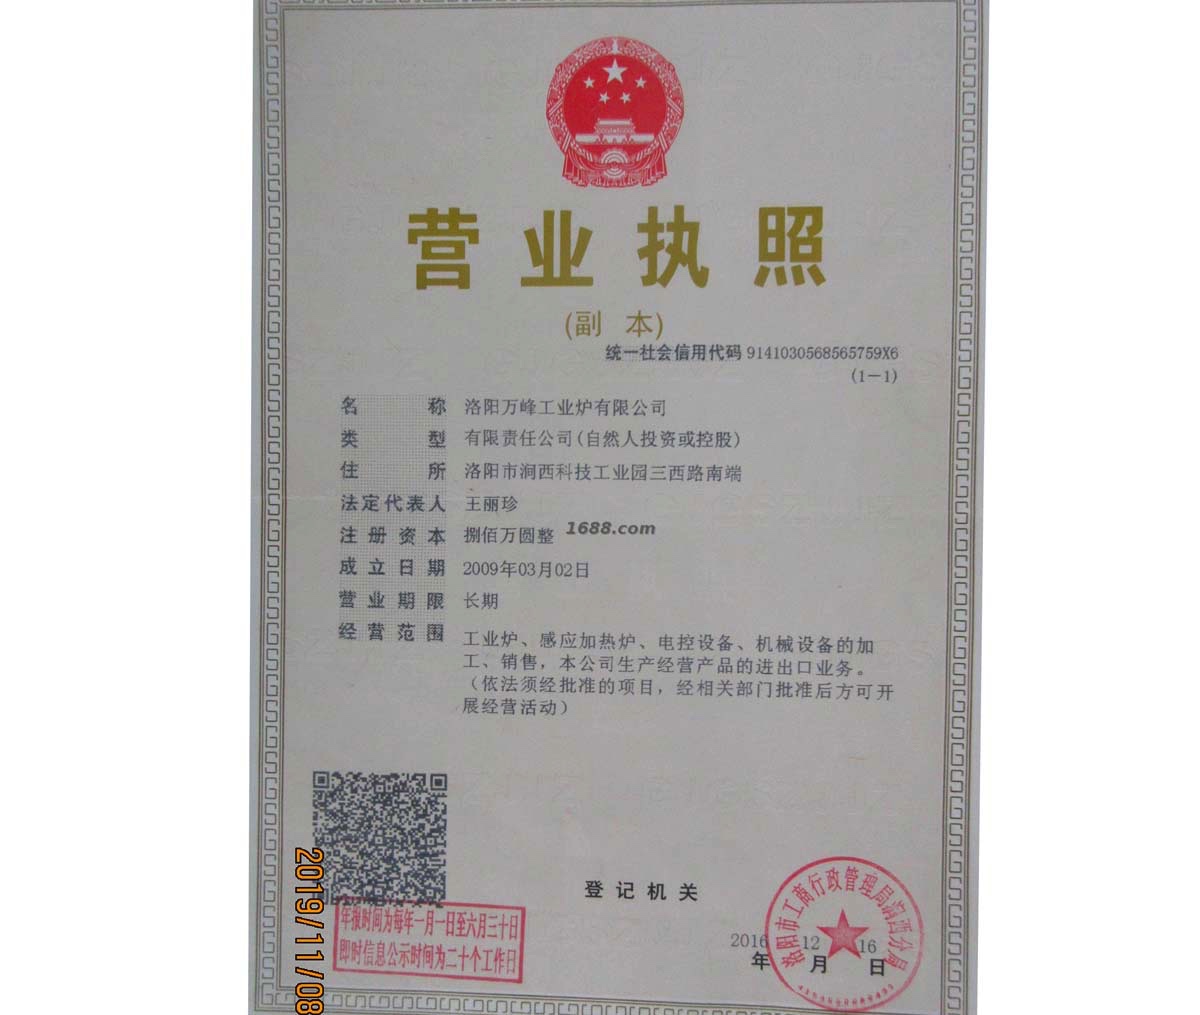 营业执照
(副 本)
统一社会信用代码 9141030568565759X6
(1-1)
名称 洛阳万峰工业炉有限公司
类型 有限责任公司(自然人投资或控股)
住所 洛阳市涧西科技工业园三西路南端
法定代表人 王丽珍
注册资本 捌佰万圆整
1688.com
成立日期 2009年03月02日
营业期限 长期
经营范围 工业炉、感应加热炉、电控设备、机械设备的加
工、销售，本公司生产经营产品的进出口业务。
（依法须经批准的项目，经相关部门批准后方可开
展经营活动）
登记机关
洛阳市工商行政管理局涧西分局
2016年12月16日
年报时间为每年一月一日至六月三十日
即时信息公示时间为二十个工作日
2019/11/08